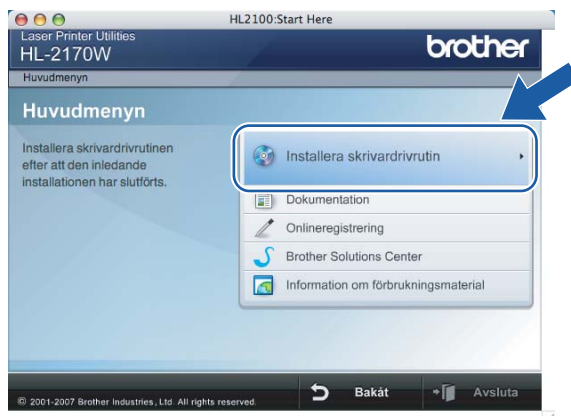 HL2100:Start Here
Laser Printer Utilities
HL-2170W
brother
Huvudmenyn
Huvudmenyn
Installera skrivardrivrutinen
efter att den inledande
installationen har slutförts.
Installera skrivardrivrutin
Dokumentation
Onlineregistrering
Brother Solutions Center
Information om förbrukningsmaterial
© 2001-2007 Brother Industries, Ltd. All rights reserved.
Bakåt
Avsluta